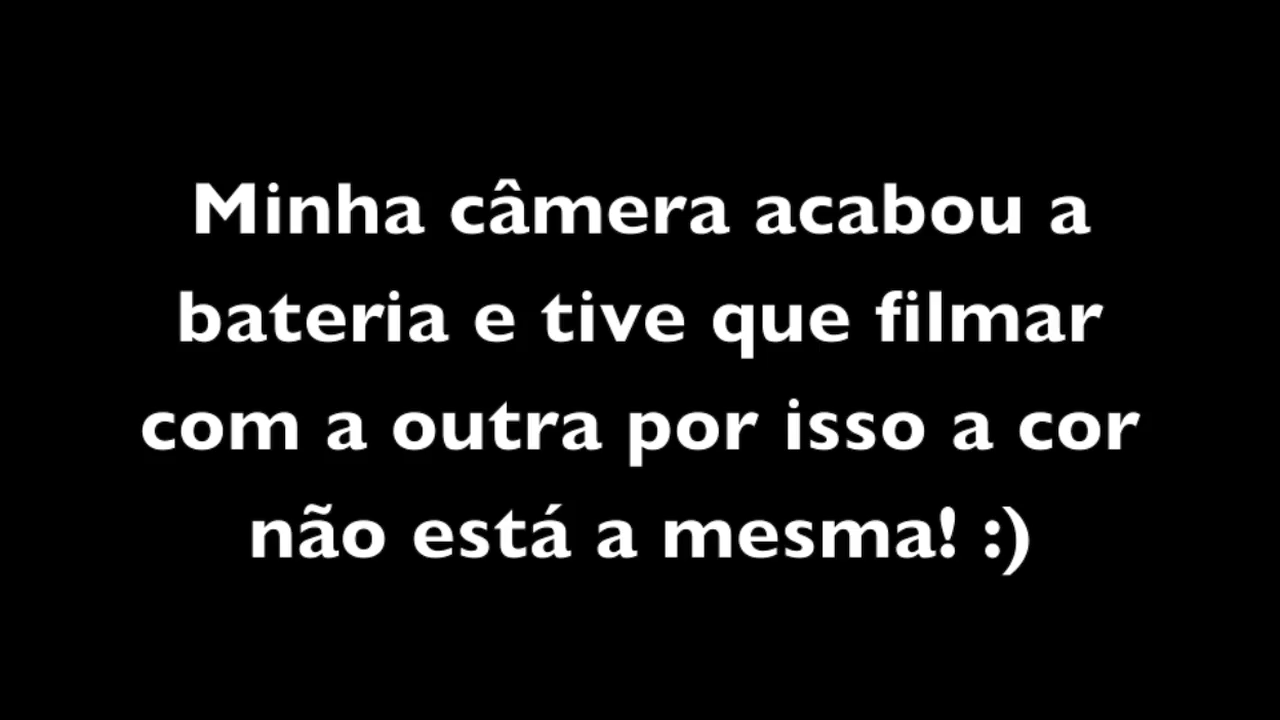 Minha câmera acabou a
bateria e tive que filmar
com a outra por isso a cor
não está a mesma! :)